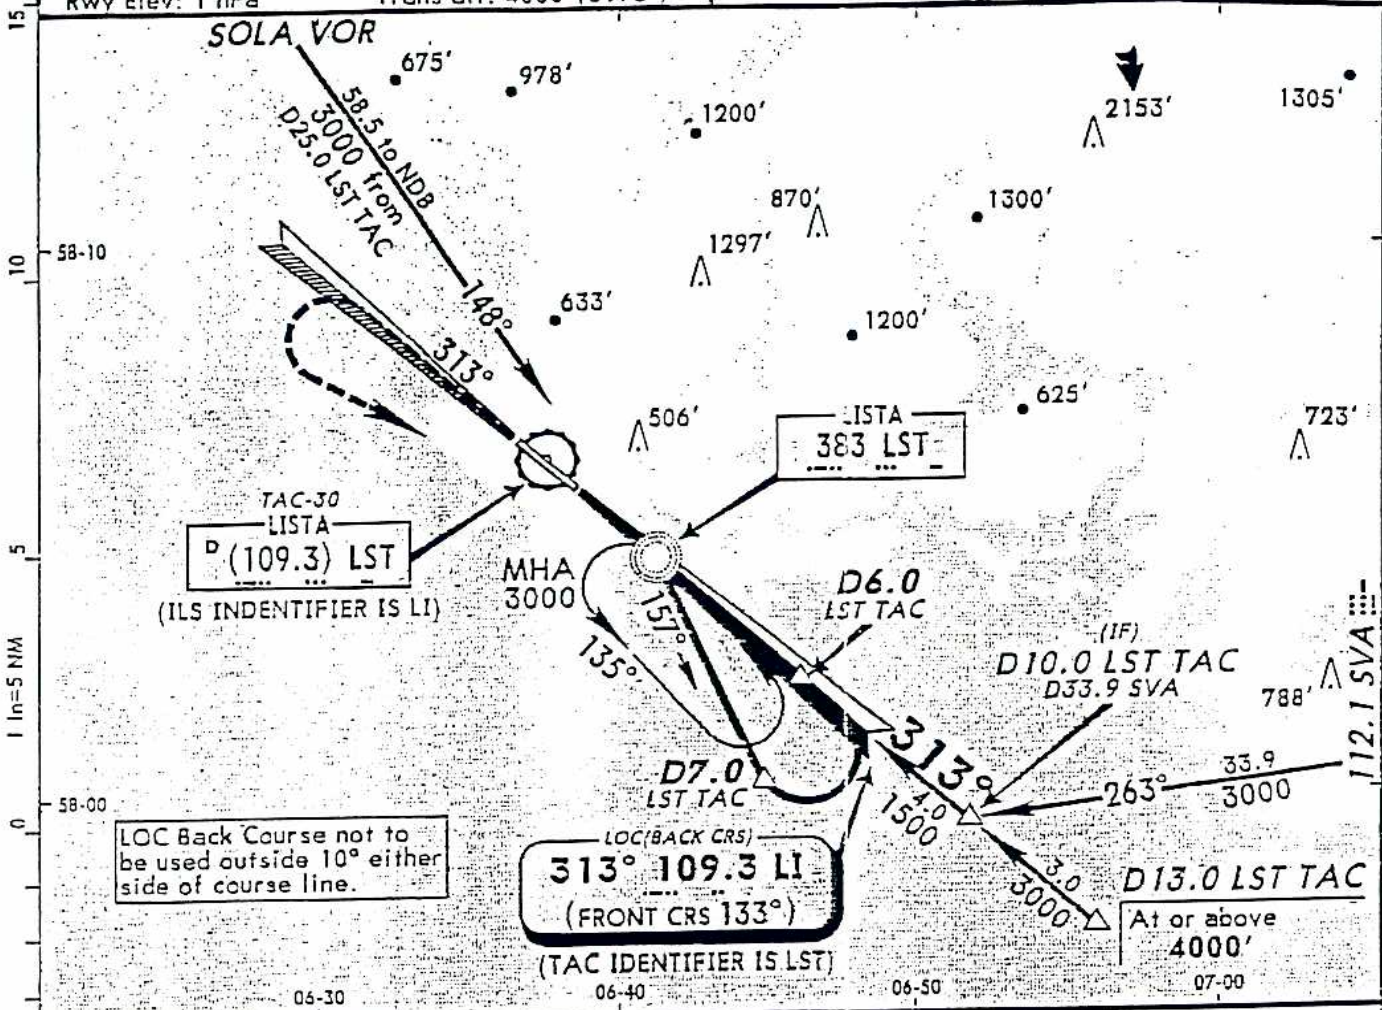 Rwy Elev: 1 hPa
SOLA VOR
675'
978'
1200'
2153'
1305'
58.5 to NDB
3000 from
D25.0 LST TAC
148°
313°
870'
1300'
1297'
633'
1200'
625'
506'
723'
LISTA
383 LST
TAC-30
LISTA
D (109.3) LST
(ILS INDENTIFIER IS LI)
MHA
3000
157°
135°
D6.0
LST TAC
(IF)
D10.0 LST TAC
D33.9 SVA
788'
112.1 SVA
313°
33.9
263°
3000
D7.0
LST TAC
4.0
1500
3.0
3000
D13.0 LST TAC
At or above
4000'
LOC Back Course not to
be used outside 10° either
side of course line.
LOC(BACK CRS)
313° 109.3 LI
(FRONT CRS 133°)
(TAC IDENTIFIER IS LST)
15
10
5
0
1 In=5 NM
58-10
58-00
06-30
06-40
06-50
07-00